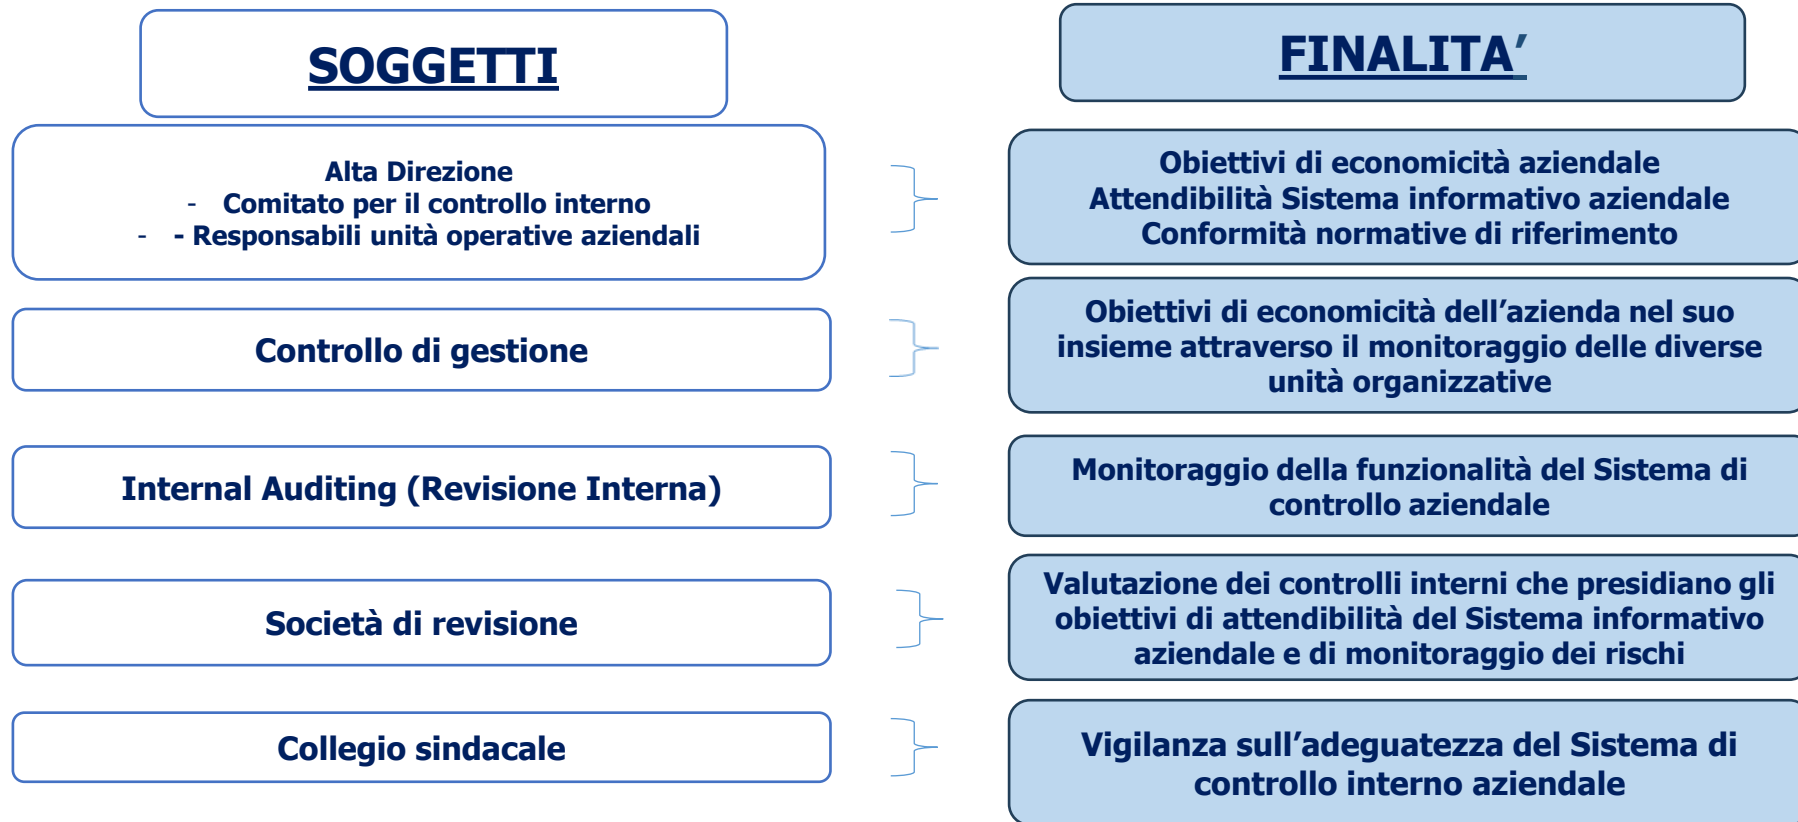 SOGGETTI
FINALITA’
Alta Direzione
- Comitato per il controllo interno
- - Responsabili unità operative aziendali
Obiettivi di economicità aziendale
Attendibilità Sistema informativo aziendale
Conformità normative di riferimento
Controllo di gestione
Obiettivi di economicità dell’azienda nel suo
insieme attraverso il monitoraggio delle diverse
unità organizzative
Internal Auditing (Revisione Interna)
Monitoraggio della funzionalità del Sistema di
controllo aziendale
Società di revisione
Valutazione dei controlli interni che presidiano gli
obiettivi di attendibilità del Sistema informativo
aziendale e di monitoraggio dei rischi
Collegio sindacale
Vigilanza sull’adeguatezza del Sistema di
controllo interno aziendale